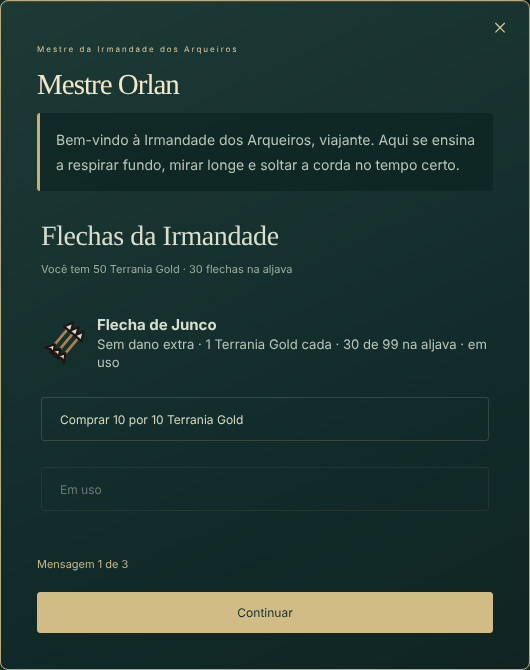 Mestre da Irmandade dos Arqueiros
Mestre Orlan
Bem-vindo à Irmandade dos Arqueiros, viajante. Aqui se ensina
a respirar fundo, mirar longe e soltar a corda no tempo certo.
Flechas da Irmandade
Você tem 50 Terrania Gold · 30 flechas na aljava
Flecha de Junco
Sem dano extra · 1 Terrania Gold cada · 30 de 99 na aljava · em
uso
Comprar 10 por 10 Terrania Gold
Em uso
Mensagem 1 de 3
Continuar